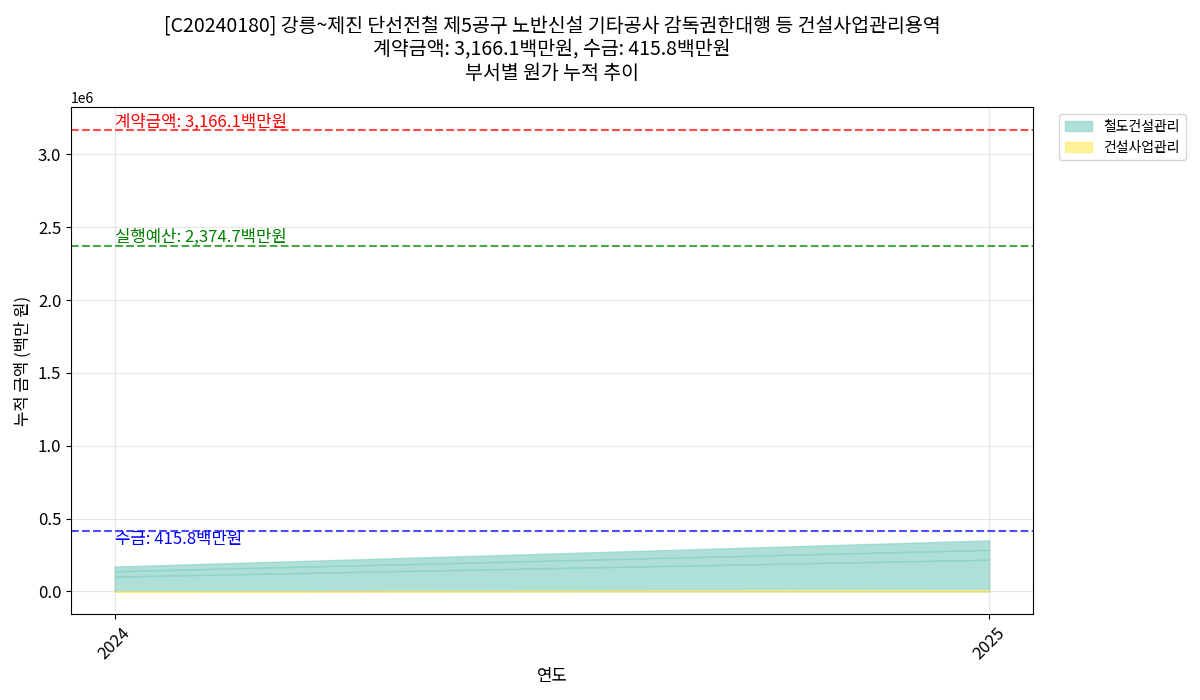 [C20240180] 강릉~제진 단선전철 제5공구 노반신설 기타공사 감독권한대행 등 건설사업관리용역
계약금액: 3,166.1백만원, 수금: 415.8백만원
부서별 원가 누적 추이
1e6
계약금액: 3,166.1백만원
철도건설관리
건설사업관리
3.0
2.5
실행예산: 2,374.7백만원
2.0
누적 금액 (백만 원)
1.5
1.0
0.5
수금: 415.8백만원
0.0
2024
2025
연도